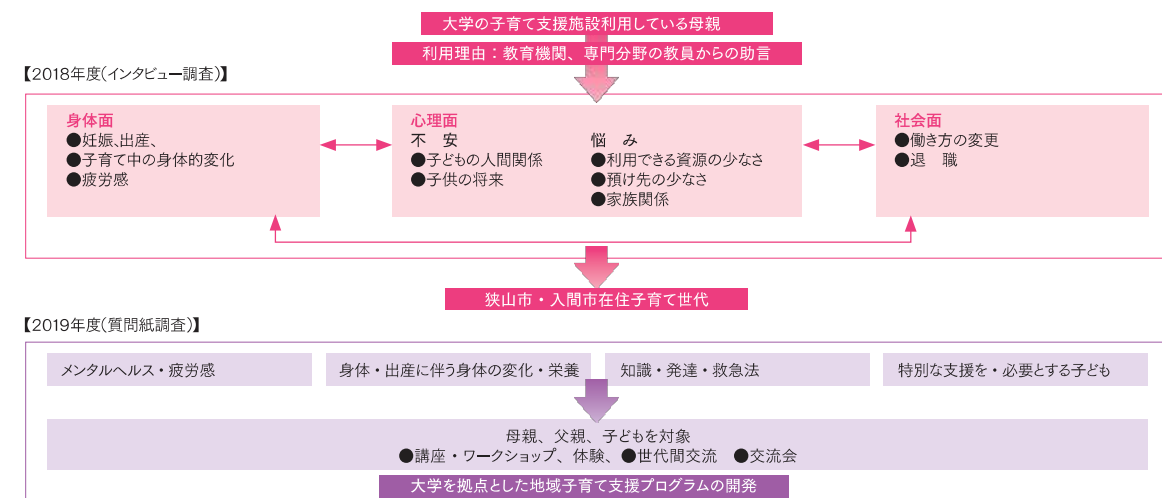 大学の子育て支援施設利用している母親
利用理由：教育機関、専門分野の教員からの助言
【2018年度(インタビュー調査)】
身体面
●妊娠、出産、
●子育て中の身体的変化
●疲労感
心理面
不　安
●子どもの人間関係
●子供の将来
悩　み
●利用できる資源の少なさ
●預け先の少なさ
●家族関係
社会面
●働き方の変更
●退　職
狭山市・入間市在住子育て世代
【2019年度(質問紙調査)】
メンタルヘルス・疲労感
身体・出産に伴う身体の変化・栄養
知識・発達・救急法
特別な支援を・必要とする子ども
母親、父親、子どもを対象
●講座・ワークショップ、体験、●世代間交流　●交流会
大学を拠点とした地域子育て支援プログラムの開発